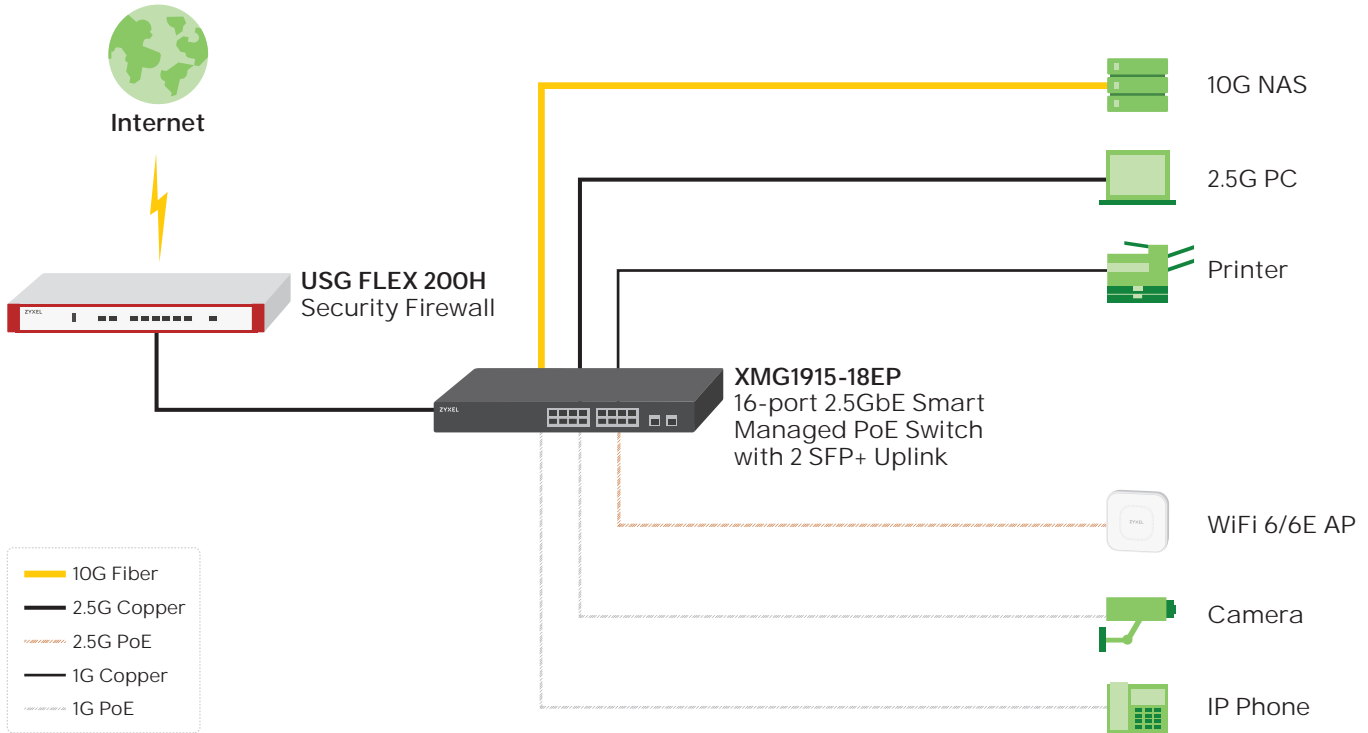 Internet
10G NAS
2.5G PC
Printer
USG FLEX 200H
Security Firewall
ZYXEL
XMG1915-18EP
16-port 2.5GbE Smart
Managed PoE Switch
with 2 SFP+ Uplink
ZYXEL
WiFi 6/6E AP
ZYXEL
Camera
IP Phone
10G Fiber
2.5G Copper
2.5G PoE
1G Copper
1G PoE